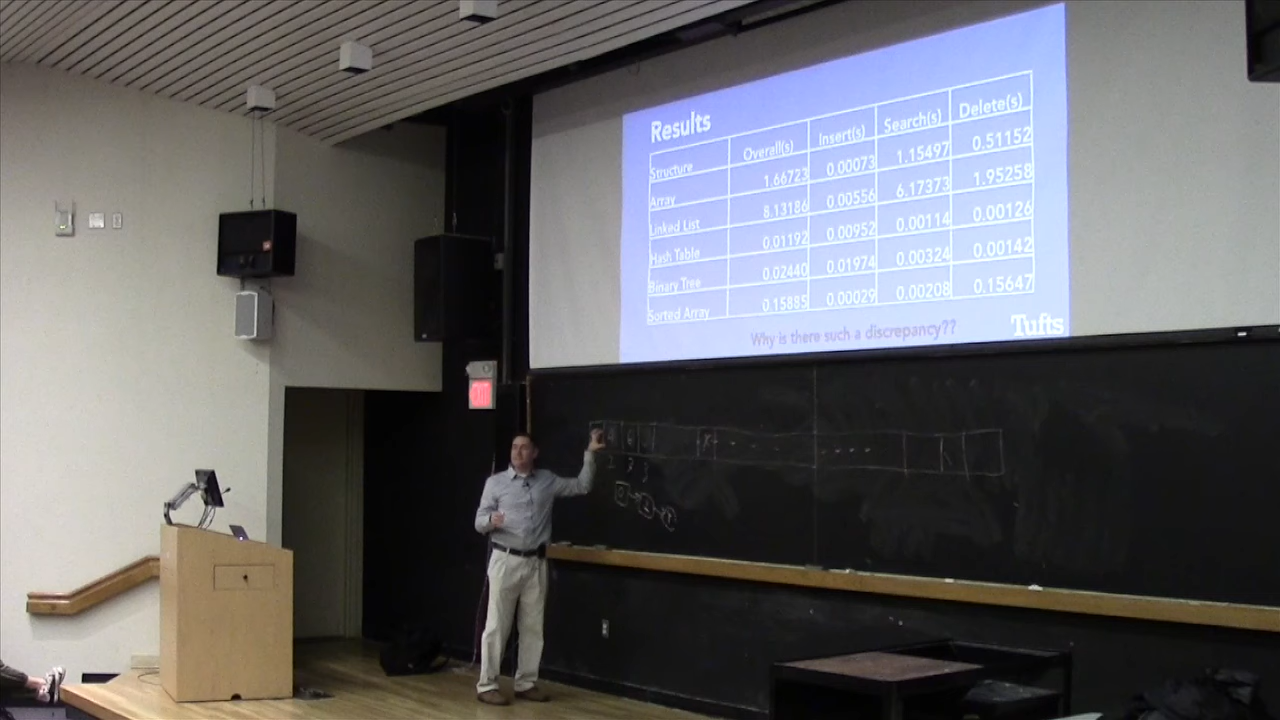 Results
Structure Overall(s) Insert(s) Search(s) Delete(s)
Array 1.66723 0.00073 1.15497 0.51152
Linked List 8.13186 0.00556 6.17373 1.95258
Hash Table 0.01192 0.00952 0.00114 0.00126
Binary Tree 0.02440 0.01974 0.00324 0.00142
Sorted Array 0.15885 0.00029 0.00208 0.15647
Why is there such a discrepancy??
Tufts